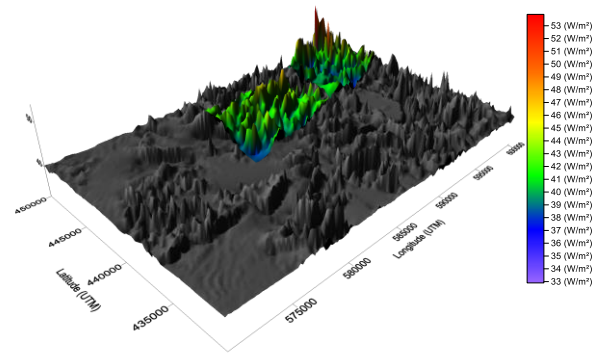 53 (W/m²)
52 (W/m²)
51 (W/m²)
50 (W/m²)
49 (W/m²)
48 (W/m²)
47 (W/m²)
46 (W/m²)
45 (W/m²)
44 (W/m²)
43 (W/m²)
42 (W/m²)
41 (W/m²)
40 (W/m²)
39 (W/m²)
38 (W/m²)
37 (W/m²)
36 (W/m²)
35 (W/m²)
34 (W/m²)
33 (W/m²)
450000
445000
440000
435000
Latitude (UTM)
575000
580000
585000
590000
Longitude (UTM)